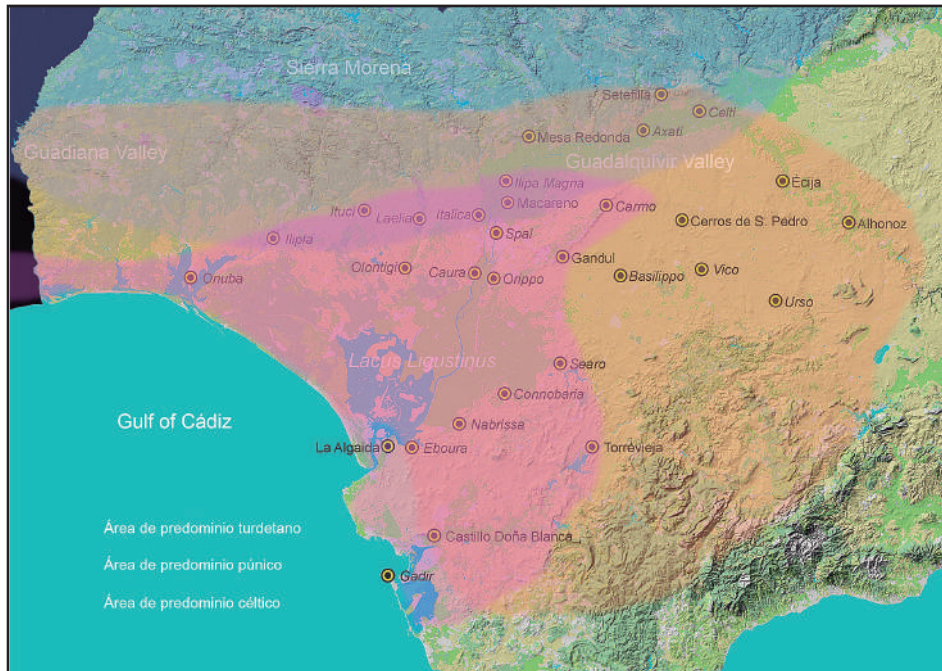 Sierra Morena
Setefilla
Celti
Mesa Redonda
Axati
Guadiana Valley
Guadalquivir Valley
Ilipa Magna
Écija
Macareno
Carmo
Ituci
Laelia
Italica
Cerros de S. Pedro
Alhonoz
Spal
Ilipla
Gandul
Olontigi
Caura
Orippo
Basilippo
Vico
Onuba
Urso
Lacus Ligustinus
Searo
Connobaria
Gulf of Cádiz
Nabrissa
La Algaida
Eboura
Torrevieja
Área de predominio turdetano
Castillo Doña Blanca
Área de predominio púnico
Gadir
Área de predominio céltico